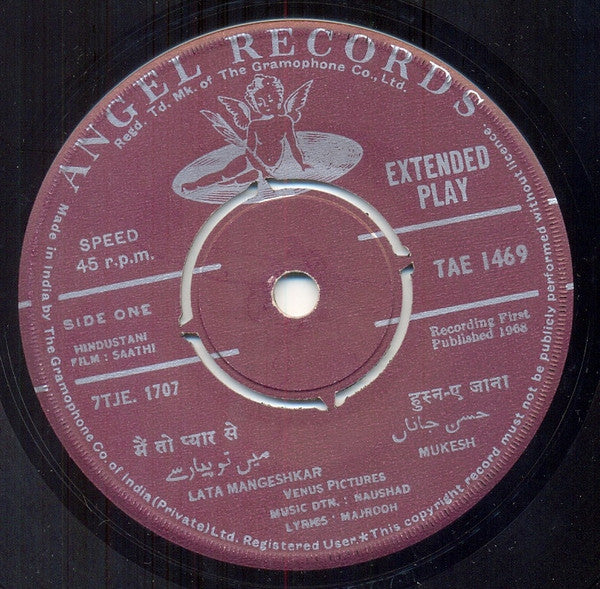 ANGEL RECORDS
Regd. Td. Mk. of The Gramophone Co., Ltd.
EXTENDED
PLAY
SPEED
45 r.p.m.
TAE 1469
SIDE ONE
Recording First
Published 1968
HINDUSTANI
FILM : SAATHI
7TJE. 1707
मैं तो प्यार से
हुस्न-ए जाना
میں تو پیار سے
حسن جاناں
LATA MANGESHKAR
MUKESH
VENUS PICTURES
MUSIC DTN. : NAUSHAD
LYRICS : MAJROOH
Made in India by The Gramophone Co of India (Private) Ltd. Registered User★This copyright record must not be publicly performed without licence